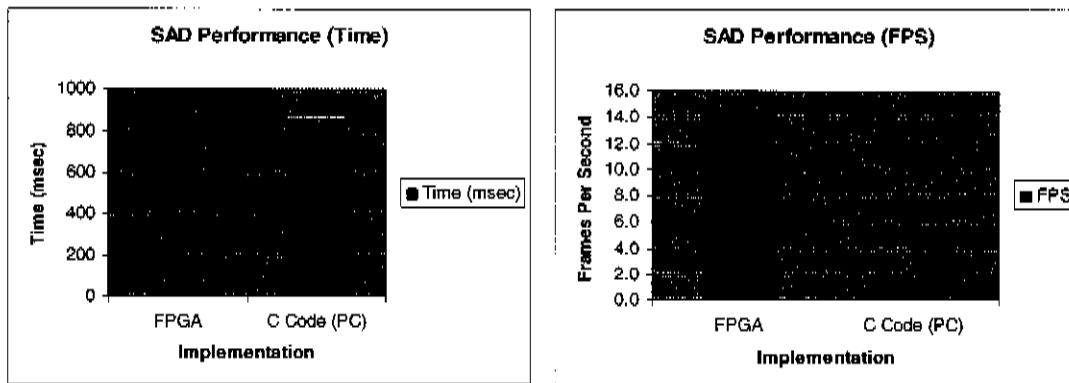 SAD Performance (Time)
1000
800
600
400
200
0
Time (msec)
FPGA
C Code (PC)
Implementation
Time (msec)
SAD Performance (FPS)
16.0
14.0
12.0
10.0
8.0
6.0
4.0
2.0
0.0
Frames Per Second
FPGA
C Code (PC)
Implementation
FPS